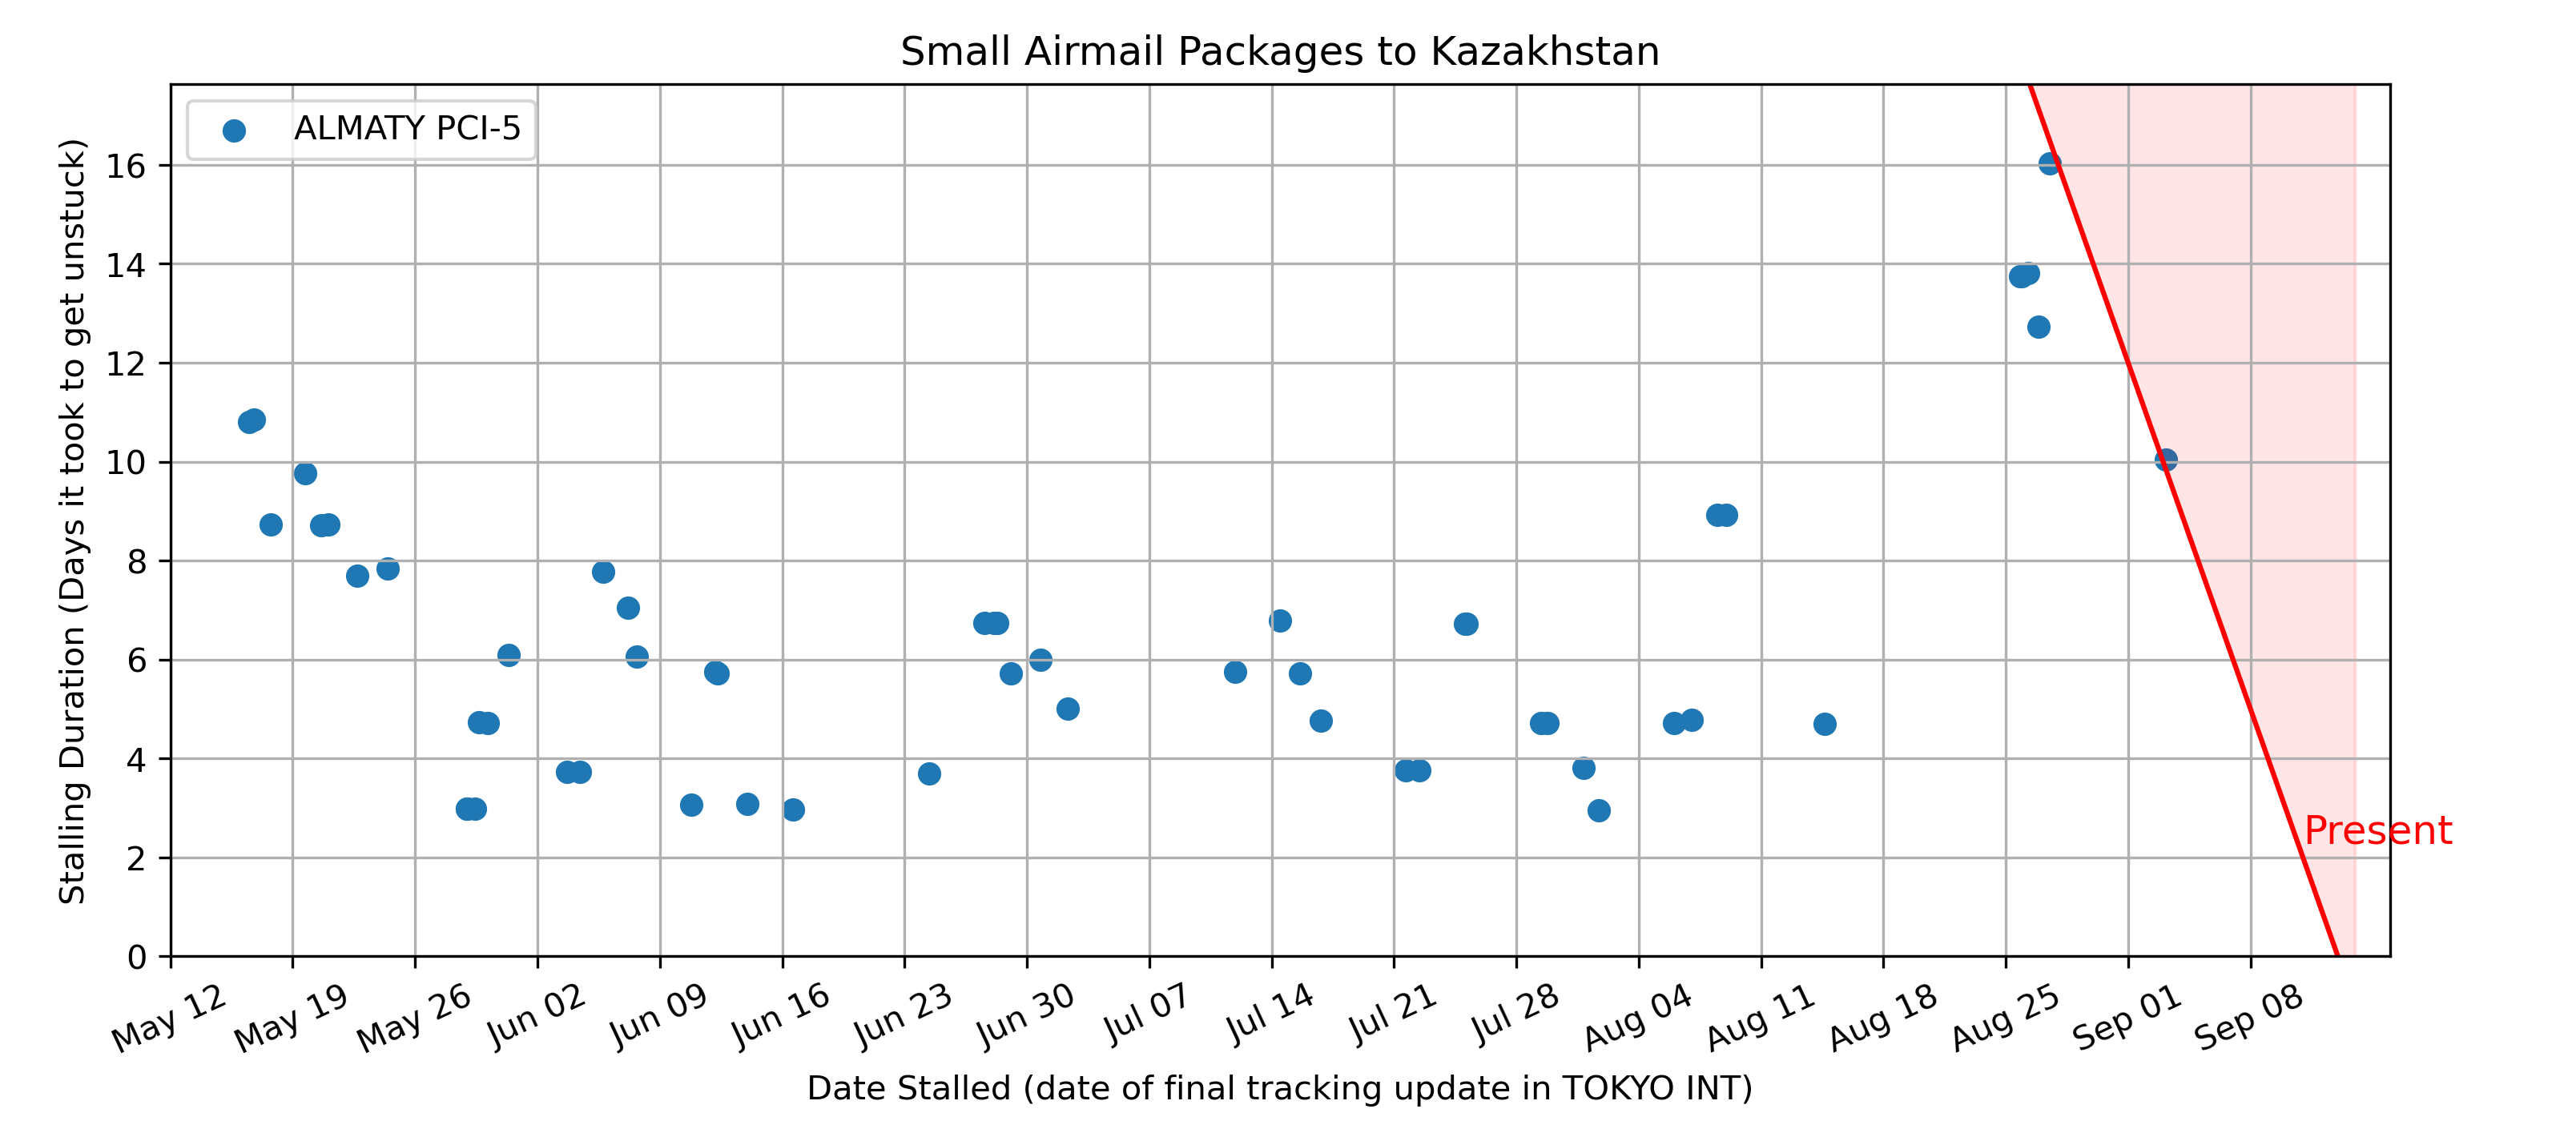 Small Airmail Packages to Kazakhstan
ALMATY PCI-5
Stalling Duration (Days it took to get unstuck)
16
14
12
10
8
6
4
2
0
Present
May 12
May 19
May 26
Jun 02
Jun 09
Jun 16
Jun 23
Jun 30
Jul 07
Jul 14
Jul 21
Jul 28
Aug 04
Aug 11
Aug 18
Aug 25
Sep 01
Sep 08
Date Stalled (date of final tracking update in TOKYO INT)